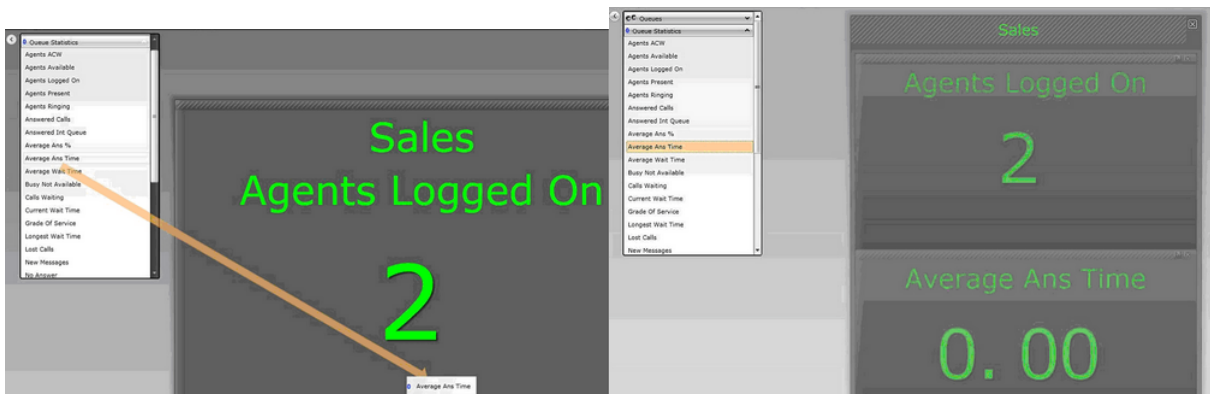 Queue Statistics
Agents ACW
Agents Available
Agents Logged On
Agents Present
Agents Ringing
Answered Calls
Answered Int Queue
Average Ans %
Average Ans Time
Average Wait Time
Busy Not Available
Calls Waiting
Current Wait Time
Grade Of Service
Longest Wait Time
Lost Calls
New Messages
No Answer
Sales
Agents Logged On
2
Average Ans Time
Queues
Queue Statistics
Agents ACW
Agents Available
Agents Logged On
Agents Present
Agents Ringing
Answered Calls
Answered Int Queue
Average Ans %
Average Ans Time
Average Wait Time
Busy Not Available
Calls Waiting
Current Wait Time
Grade Of Service
Longest Wait Time
Lost Calls
New Messages
Sales
Agents Logged On
2
Average Ans Time
0. 00